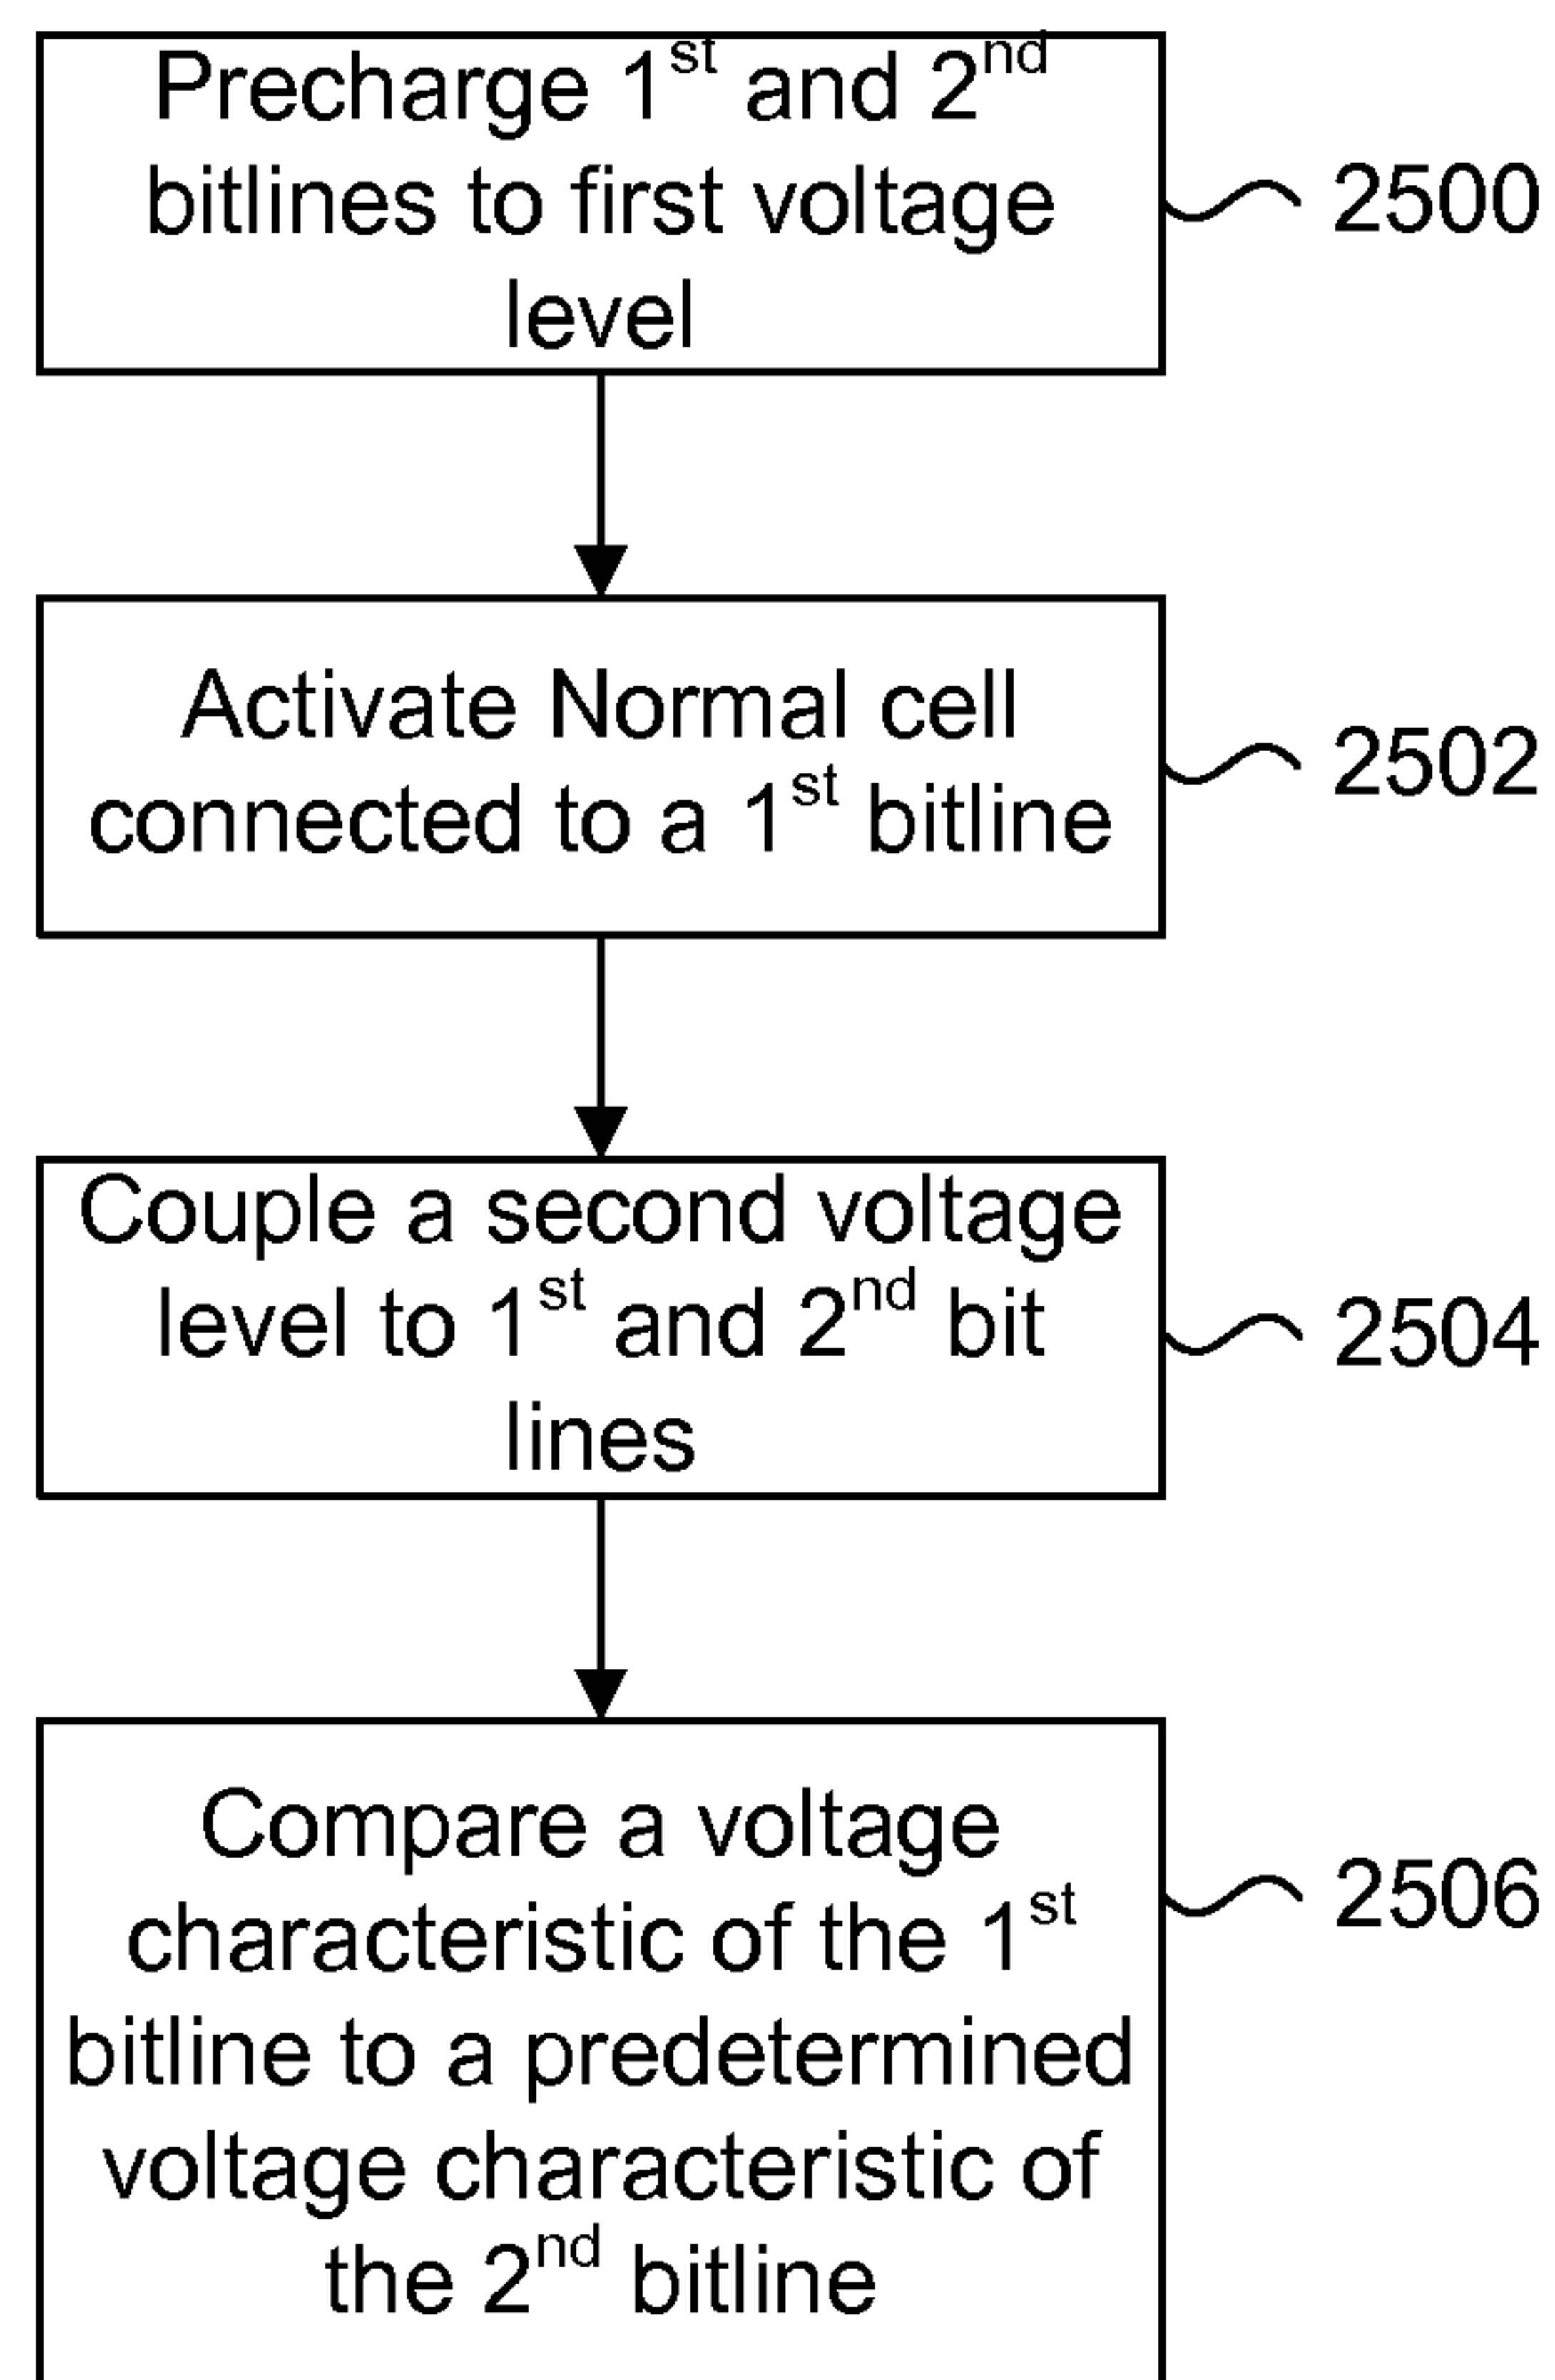 Precharge 1st and 2nd
bitlines to first voltage
level
2500
Activate Normal cell
connected to a 1st bitline
2502
Couple a second voltage
level to 1st and 2nd bit
lines
2504
Compare a voltage
characteristic of the 1st
bitline to a predetermined
voltage characteristic of
the 2nd bitline
2506